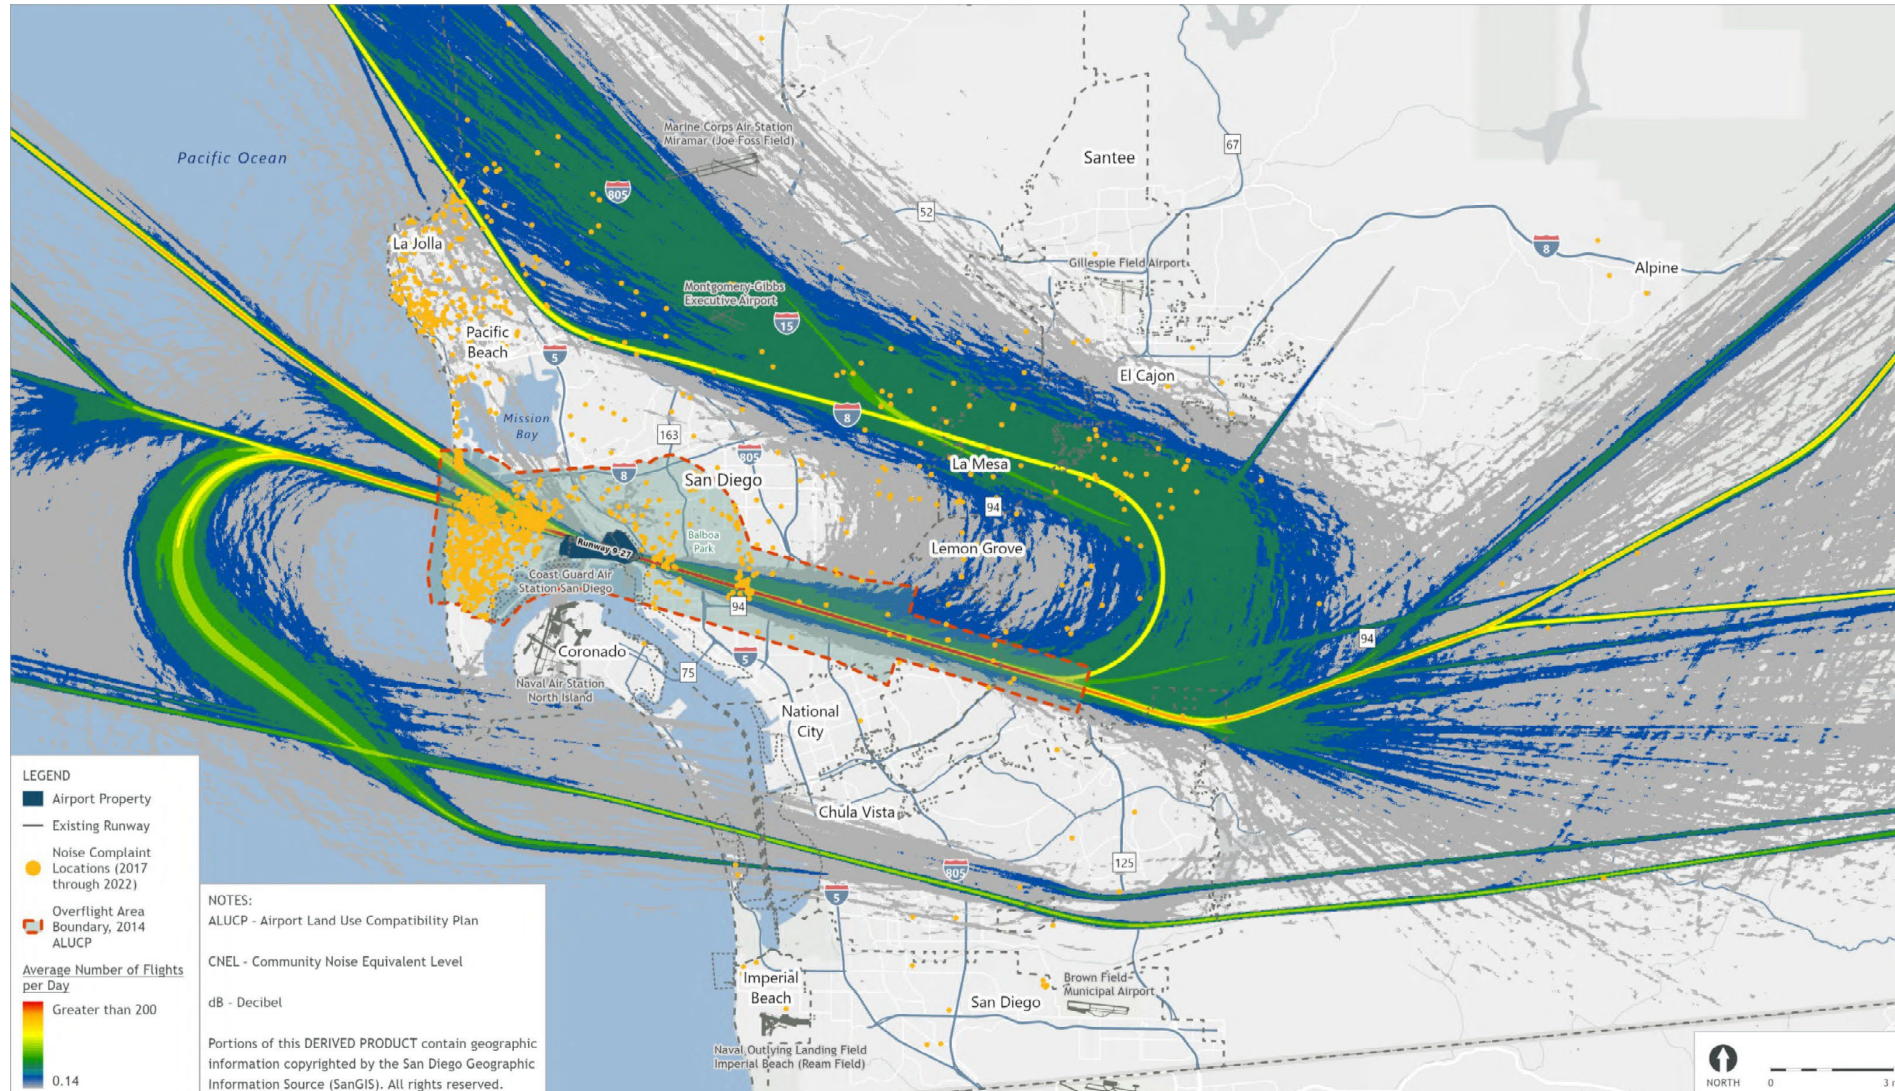 Marine Corps Air Station
Miramar (Joe Foss Field)
Pacific Ocean
Santee
67
805
52
La Jolla
8
Gillespie Field Airport
Alpine
Montgomery-Gibbs
Executive Airport
15
Pacific
Beach
5
El Cajon
Mission
Bay
8
163
805
La Mesa
8
San Diego
94
Balboa
Park
Runway 9-27
Lemon Grove
Coast Guard Air
Station San Diego
94
94
Coronado
5
75
Naval Air Station
North Island
National
City
Chula Vista
125
805
5
Imperial
Beach
San Diego
Brown Field
Municipal Airport
Naval Outlying Landing Field
Imperial Beach (Ream Field)
LEGEND
Airport Property
Existing Runway
Noise Complaint
Locations (2017
through 2022)
Overflight Area
Boundary, 2014
ALUCP
Average Number of Flights
per Day
Greater than 200
0.14
NOTES:
ALUCP - Airport Land Use Compatibility Plan
CNEL - Community Noise Equivalent Level
dB - Decibel
Portions of this DERIVED PRODUCT contain geographic
information copyrighted by the San Diego Geographic
Information Source (SanGIS). All rights reserved.
NORTH
0
3